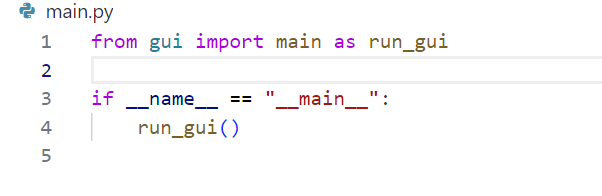 main.py
1 from gui import main as run_gui
2
3 if __name__ == "__main__":
4     run_gui()
5